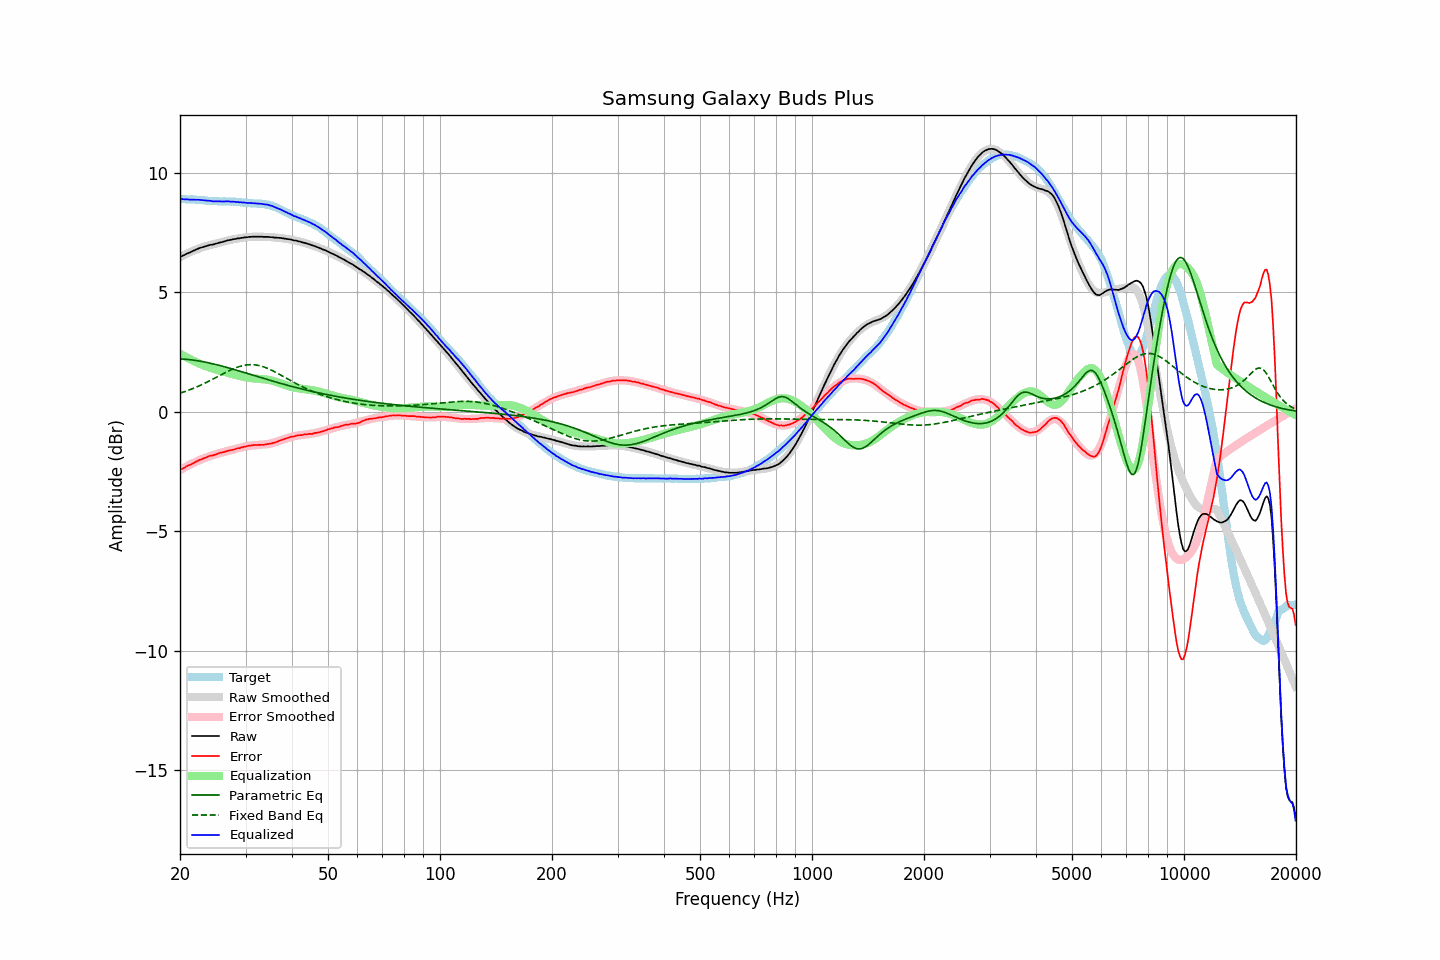 Samsung Galaxy Buds Plus
Amplitude (dBr)
10
5
0
−5
−10
−15
Target
Raw Smoothed
Error Smoothed
Raw
Error
Equalization
Parametric Eq
Fixed Band Eq
Equalized
20
50
100
200
500
1000
2000
5000
10000
20000
Frequency (Hz)